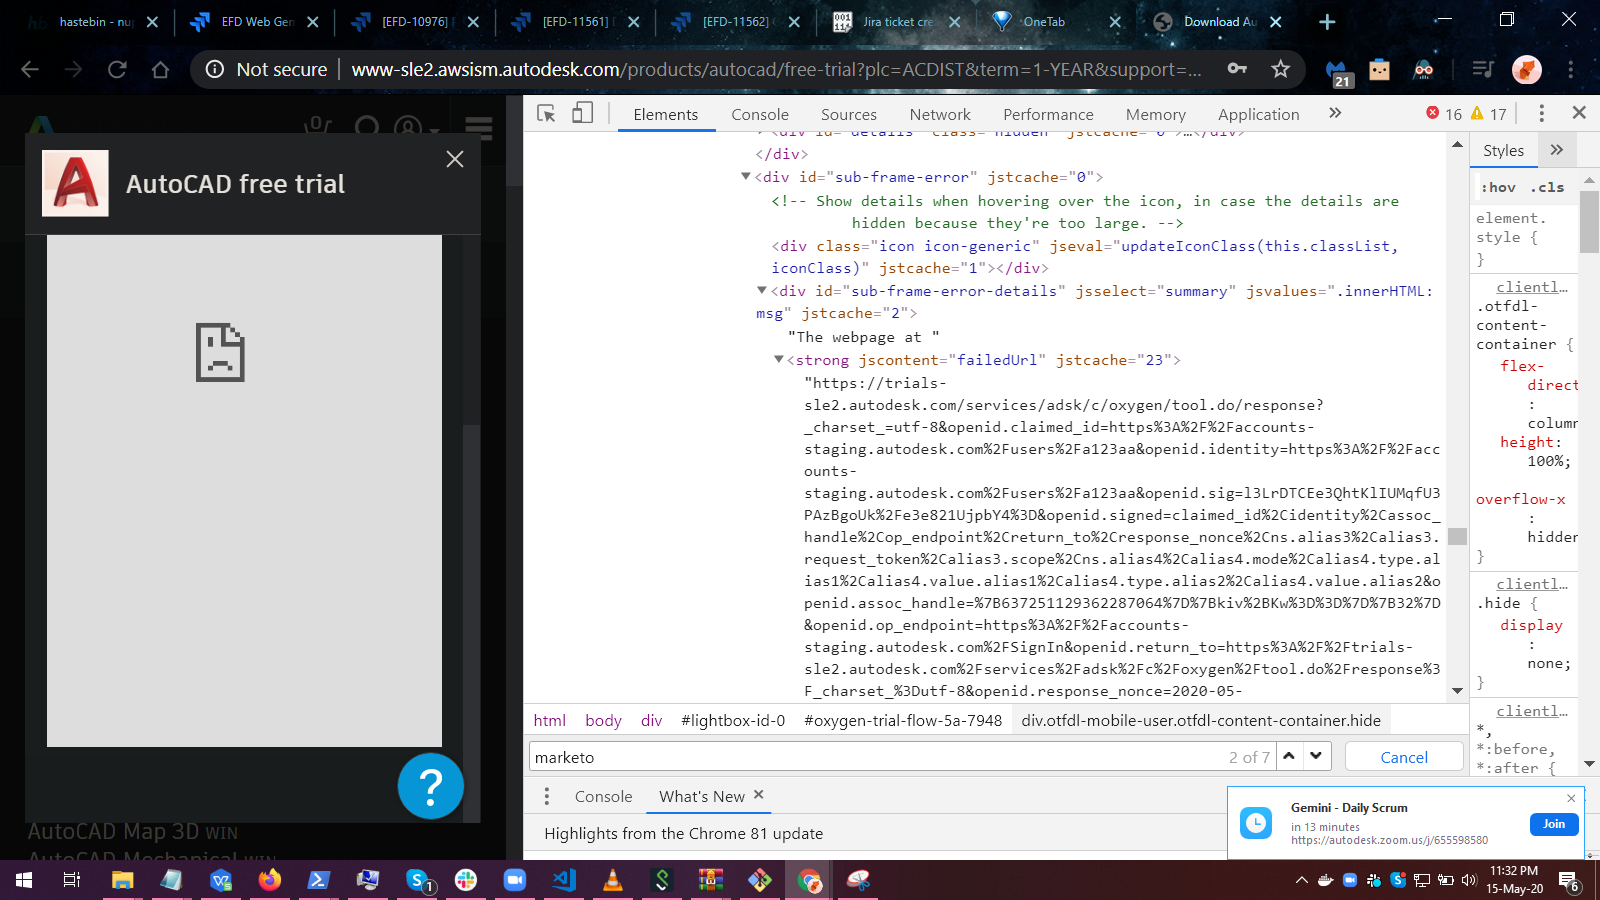 hastebin - nup
EFD Web Gen
[EFD-10976] F
[EFD-11561] D
[EFD-11562]
Jira ticket cre
OneTab
Download Au
Not secure
www-sle2.awsism.autodesk.com/products/autocad/free-trial?plc=ACDIST&term=1-YEAR&support=...
21
Elements
Console
Sources
Network
Performance
Memory
Application
16
17
AutoCAD free trial
<div id="details" class="hidden" jstcache="0">…</div>
</div>
<div id="sub-frame-error" jstcache="0">
<!-- Show details when hovering over the icon, in case the details are
hidden because they're too large. -->
<div class="icon icon-generic" jseval="updateIconClass(this.classList,
iconClass)" jstcache="1"></div>
<div id="sub-frame-error-details" jsselect="summary" jsvalues=".innerHTML:
msg" jstcache="2">
"The webpage at "
<strong jscontent="failedUrl" jstcache="23">
"https://trials-
sle2.autodesk.com/services/adsk/c/oxygen/tool.do/response?
_charset_=utf-8&openid.claimed_id=https%3A%2F%2Faccounts-
staging.autodesk.com%2Fusers%2Fa123aa&openid.identity=https%3A%2F%2Facc
ounts-
staging.autodesk.com%2Fusers%2Fa123aa&openid.sig=l3LrDTCEe3QhtKlIUMqfU3
PAzBgoUk%2Fe3e821UjpbY4%3D&openid.signed=claimed_id%2Cidentity%2Cassoc_
handle%2Cop_endpoint%2Creturn_to%2Cresponse_nonce%2Cns.alias3%2Calias3.
request_token%2Calias3.scope%2Cns.alias4%2Calias4.mode%2Calias4.type.al
ias1%2Calias4.value.alias1%2Calias4.type.alias2%2Calias4.value.alias2&o
penid.assoc_handle=%7B637251129362287064%7D%7Bkiv%2BKw%3D%3D%7D%7B32%7D
&openid.op_endpoint=https%3A%2F%2Faccounts-
staging.autodesk.com%2FSignIn&openid.return_to=https%3A%2F%2Ftrials-
sle2.autodesk.com%2Fservices%2Fadsk%2Fc%2Foxygen%2Ftool.do%2Fresponse%3
F_charset_%3Dutf-8&openid.response_nonce=2020-05-
Styles
:hov .cls
element.
style {
}
clientl…
.otfdl-
content-
container {
flex-
direct
:
column
height:
100%;
overflow-x
:
hidden
}
clientl…
.hide {
display
:
none;
}
clientl…
*,
*:before,
*:after {
html body div #lightbox-id-0 #oxygen-trial-flow-5a-7948 div.otfdl-mobile-user.otfdl-content-container.hide
marketo
2 of 7
Cancel
Console
What's New
Highlights from the Chrome 81 update
?
AutoCAD Map 3D WIN
AutoCAD Mechanical WIN
Gemini - Daily Scrum
in 13 minutes
https://autodesk.zoom.us/j/655598580
Join
1
11:32 PM
15-May-20
6